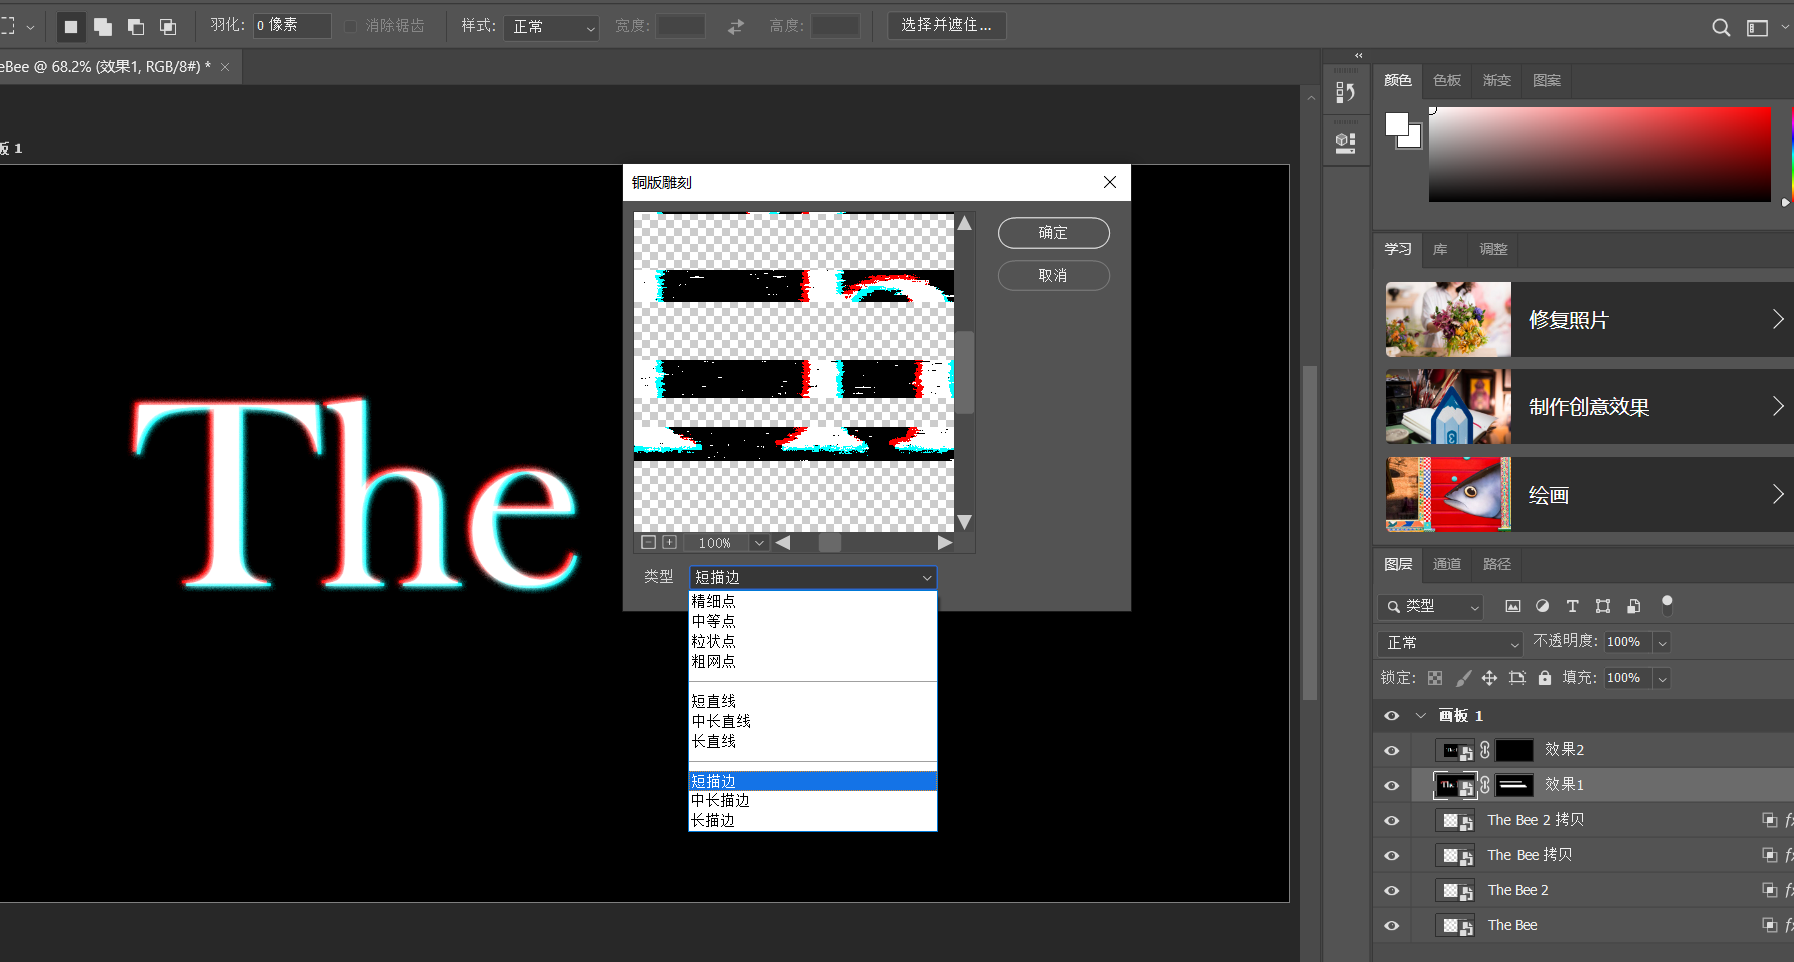 羽化: 0 像素 消除锯齿 样式: 正常 宽度: 高度: 选择并遮住...
eBee @ 68.2% (效果1, RGB/8#) * ×
板 1
The
铜版雕刻
确定
取消
100%
类型 短描边
精细点
中等点
粒状点
粗网点
短直线
中长直线
长直线
短描边
中长描边
长描边
颜色 色板 渐变 图案
学习 库 调整
修复照片
制作创意效果
绘画
图层 通道 路径
类型
正常 不透明度: 100%
锁定: 填充: 100%
画板 1
效果2
效果1
The Bee 2 拷贝 fx
The Bee 拷贝 fx
The Bee 2 fx
The Bee fx